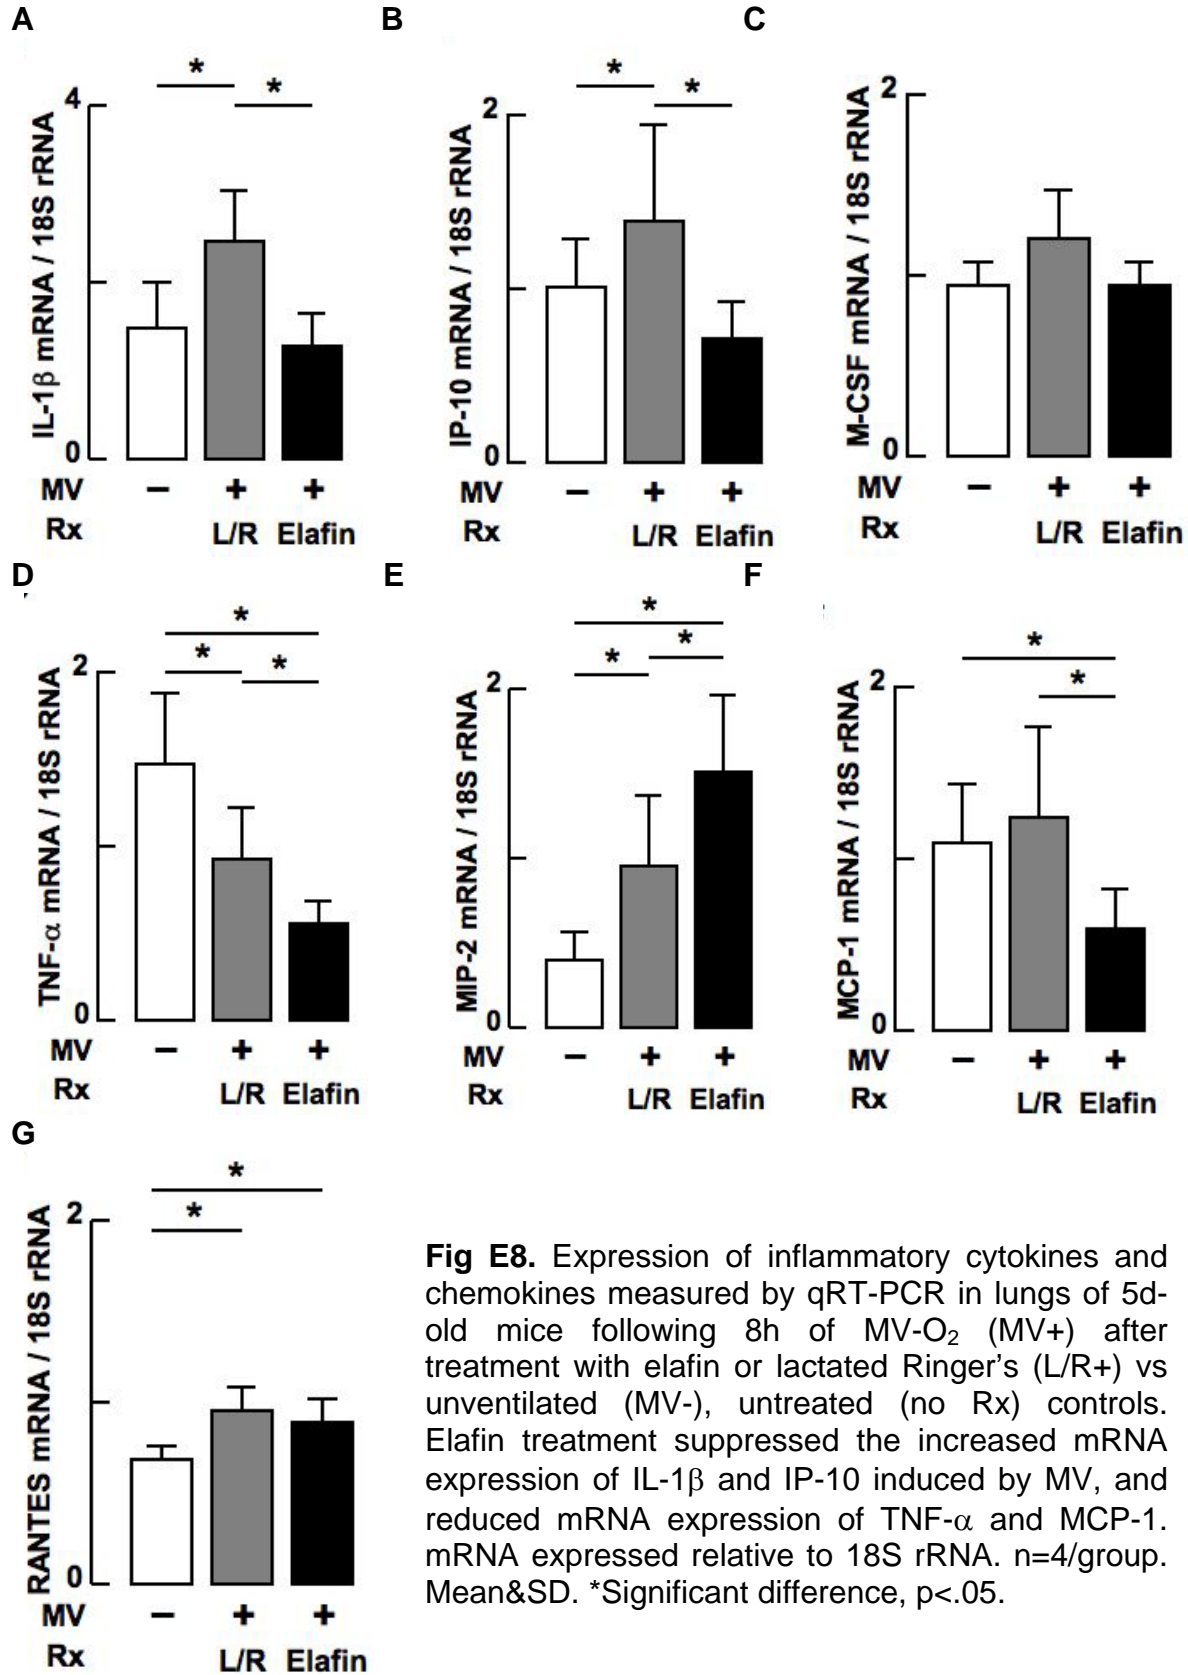 A
IL-1β mRNA / 18S rRNA
4
0
* *
MV − + +
Rx L/R Elafin
B
IP-10 mRNA / 18S rRNA
2
0
* *
MV − + +
Rx L/R Elafin
C
M-CSF mRNA / 18S rRNA
2
0
MV − + +
Rx L/R Elafin
D
TNF-α mRNA / 18S rRNA
2
0
*
* *
MV − + +
Rx L/R Elafin
E
MIP-2 mRNA / 18S rRNA
2
0
*
* *
MV − + +
Rx L/R Elafin
F
MCP-1 mRNA / 18S rRNA
2
0
*
*
MV − + +
Rx L/R Elafin
G
RANTES mRNA / 18S rRNA
2
0
*
*
MV − + +
Rx L/R Elafin
Fig E8. Expression of inflammatory cytokines and
chemokines measured by qRT-PCR in lungs of 5d-
old mice following 8h of MV-O₂ (MV+) after
treatment with elafin or lactated Ringer's (L/R+) vs
unventilated (MV-), untreated (no Rx) controls.
Elafin treatment suppressed the increased mRNA
expression of IL-1β and IP-10 induced by MV, and
reduced mRNA expression of TNF-α and MCP-1.
mRNA expressed relative to 18S rRNA. n=4/group.
Mean&SD. *Significant difference, p<.05.